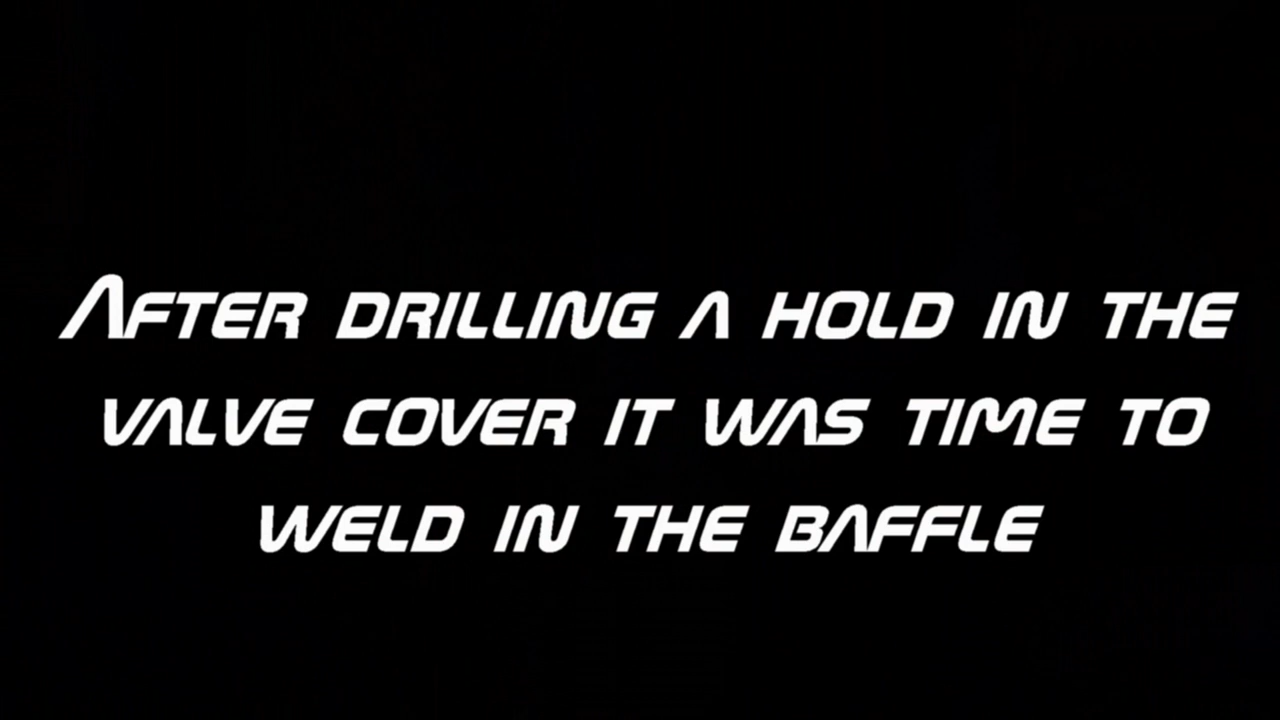 After drilling a hold in the
valve cover it was time to
weld in the baffle